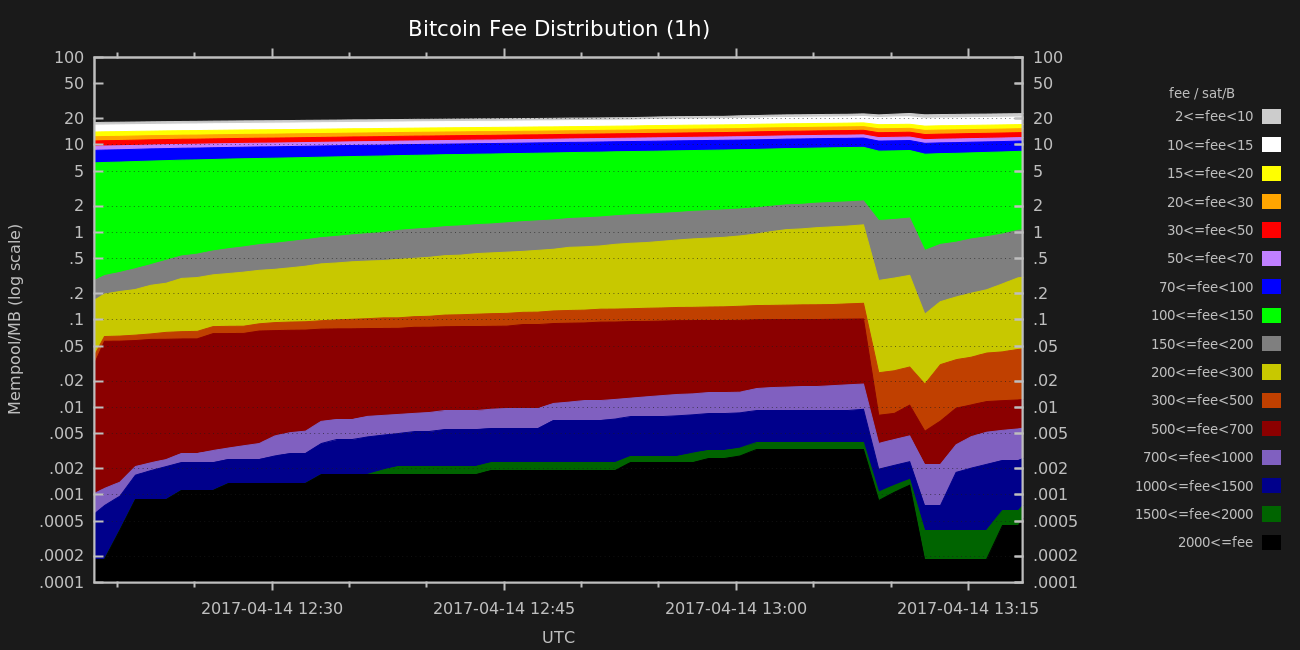 Bitcoin Fee Distribution (1h)
Mempool/MB (log scale)
100
50
20
10
5
2
1
.5
.2
.1
.05
.02
.01
.005
.002
.001
.0005
.0002
.0001
100
50
20
10
5
2
1
.5
.2
.1
.05
.02
.01
.005
.002
.001
.0005
.0002
.0001
2017-04-14 12:30 2017-04-14 12:45 2017-04-14 13:00 2017-04-14 13:15
UTC
fee / sat/B
2<=fee<10
10<=fee<15
15<=fee<20
20<=fee<30
30<=fee<50
50<=fee<70
70<=fee<100
100<=fee<150
150<=fee<200
200<=fee<300
300<=fee<500
500<=fee<700
700<=fee<1000
1000<=fee<1500
1500<=fee<2000
2000<=fee